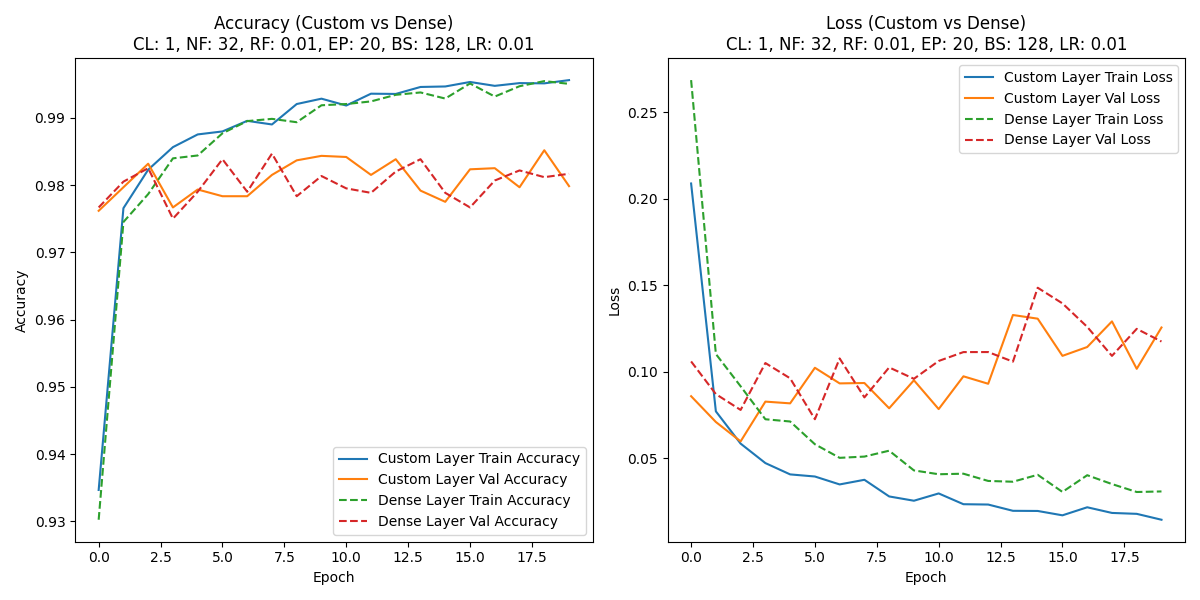 Accuracy (Custom vs Dense)
CL: 1, NF: 32, RF: 0.01, EP: 20, BS: 128, LR: 0.01
Accuracy
0.99
0.98
0.97
0.96
0.95
0.94
0.93
Custom Layer Train Accuracy
Custom Layer Val Accuracy
Dense Layer Train Accuracy
Dense Layer Val Accuracy
0.0 2.5 5.0 7.5 10.0 12.5 15.0 17.5
Epoch
Loss (Custom vs Dense)
CL: 1, NF: 32, RF: 0.01, EP: 20, BS: 128, LR: 0.01
Loss
0.25
0.20
0.15
0.10
0.05
Custom Layer Train Loss
Custom Layer Val Loss
Dense Layer Train Loss
Dense Layer Val Loss
0.0 2.5 5.0 7.5 10.0 12.5 15.0 17.5
Epoch